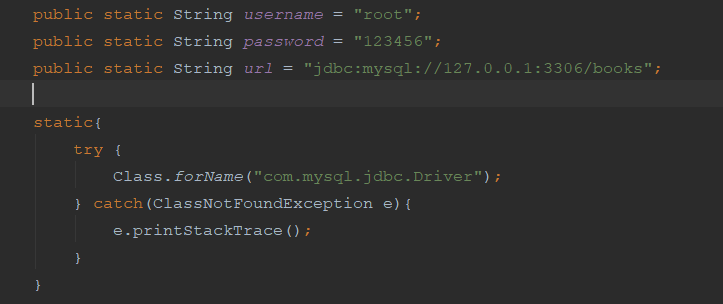 public static String username = "root";
public static String password = "123456";
public static String url = "jdbc:mysql://127.0.0.1:3306/books";
static{
try {
Class.forName("com.mysql.jdbc.Driver");
} catch(ClassNotFoundException e){
e.printStackTrace();
}
}